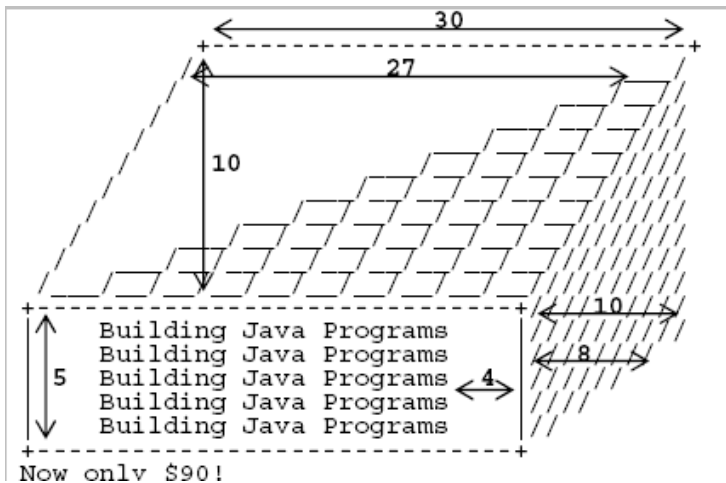 30
27
10
10
Building Java Programs
Building Java Programs
8
5 Building Java Programs 4
Building Java Programs
Building Java Programs
Now only $90!